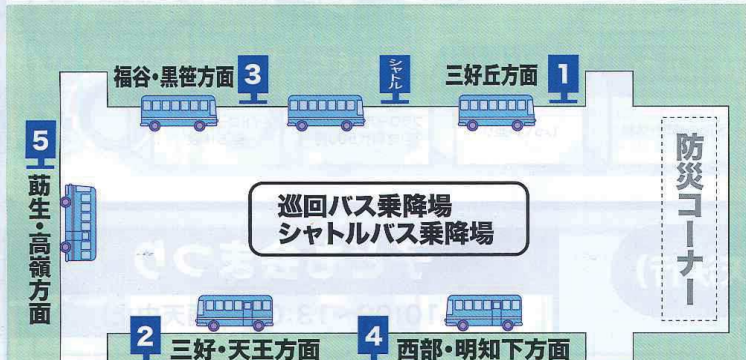 福谷・黒笹方面 3
シャトル
三好丘方面 1
5
莇生・高嶺方面
巡回バス乗降場
シャトルバス乗降場
防災コーナー
2 三好・天王方面
4 西部・明知下方面